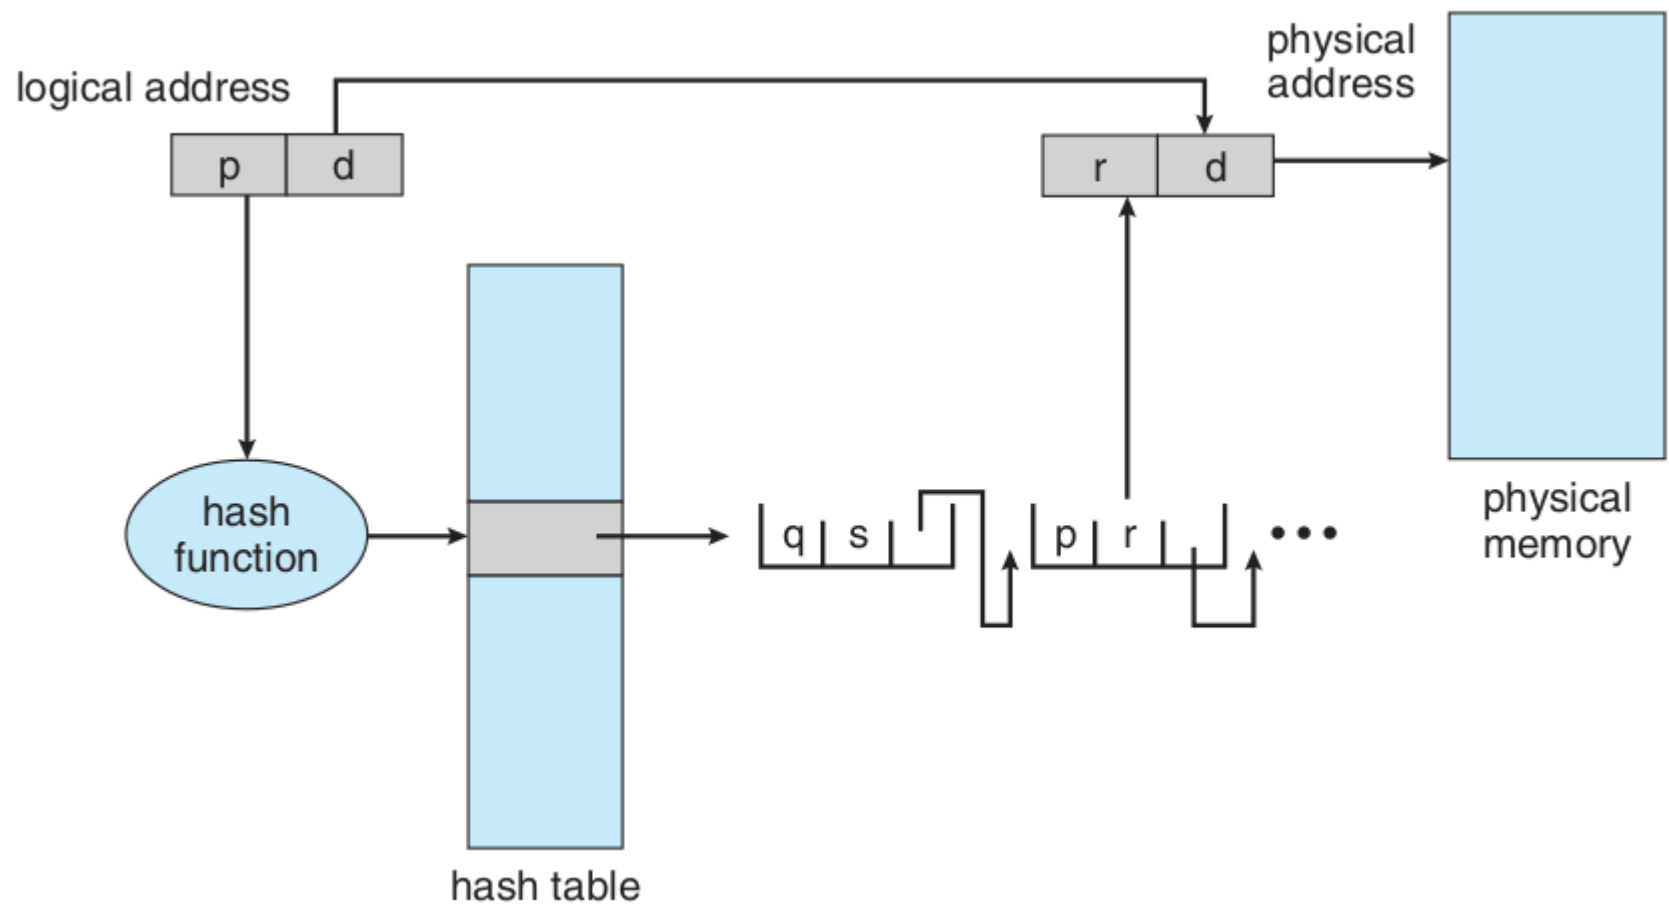 logical address
p d
physical
address
r d
hash
function
q s
p r
•••
physical
memory
hash table